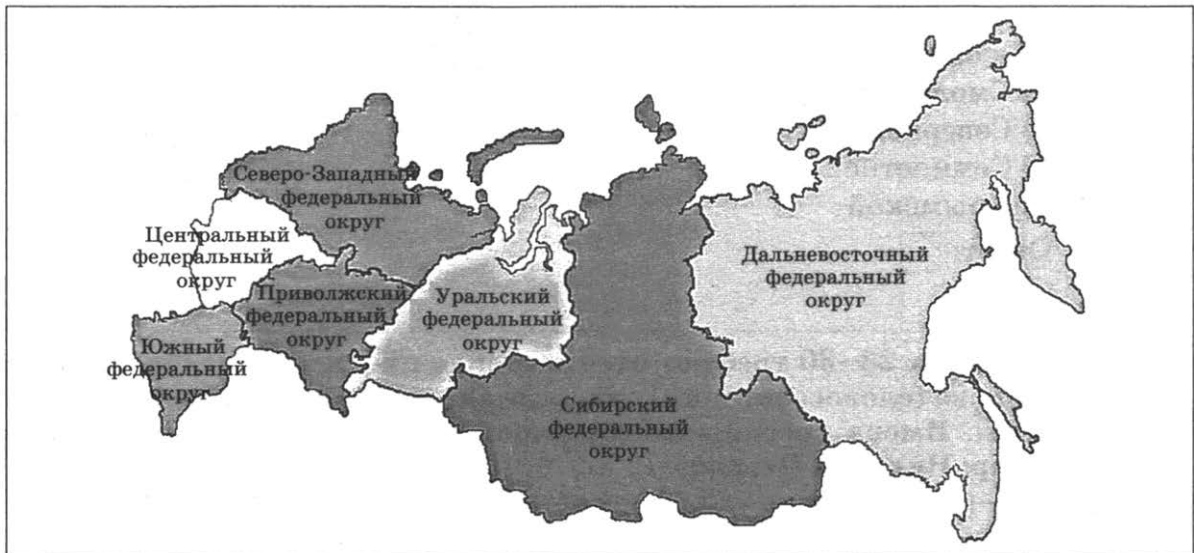 Северо-Западный
федеральный
округ
Центральный
федеральный
округ
Приволжский
федеральный
округ
Южный
федеральный
округ
Уральский
федеральный
округ
Сибирский
федеральный
округ
Дальневосточный
федеральный
округ